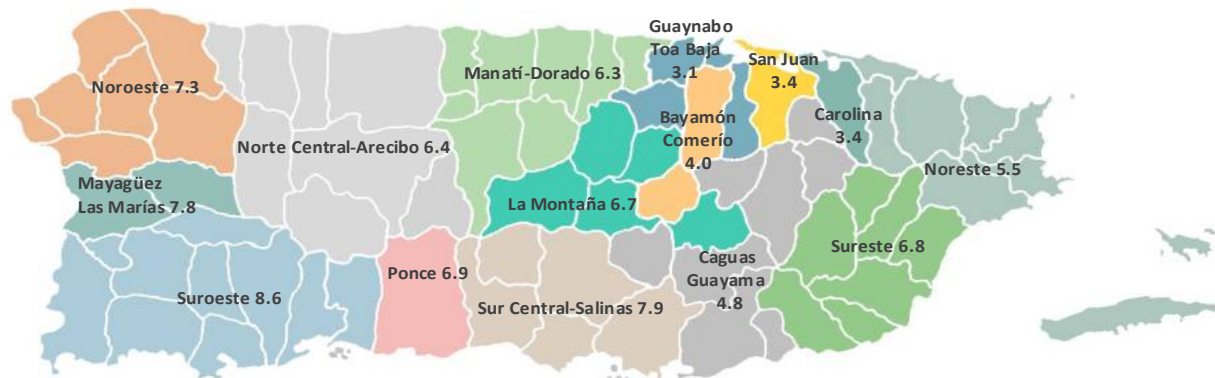 Noroeste 7.3
Manatí-Dorado 6.3
Guaynabo
Toa Baja
3.1
San Juan
3.4
Norte Central-Arecibo 6.4
Bayamón
Comerío
4.0
Carolina
3.4
Noreste 5.5
Mayagüez
Las Marías 7.8
La Montaña 6.7
Sureste 6.8
Suroeste 8.6
Ponce 6.9
Sur Central-Salinas 7.9
Caguas
Guayama
4.8